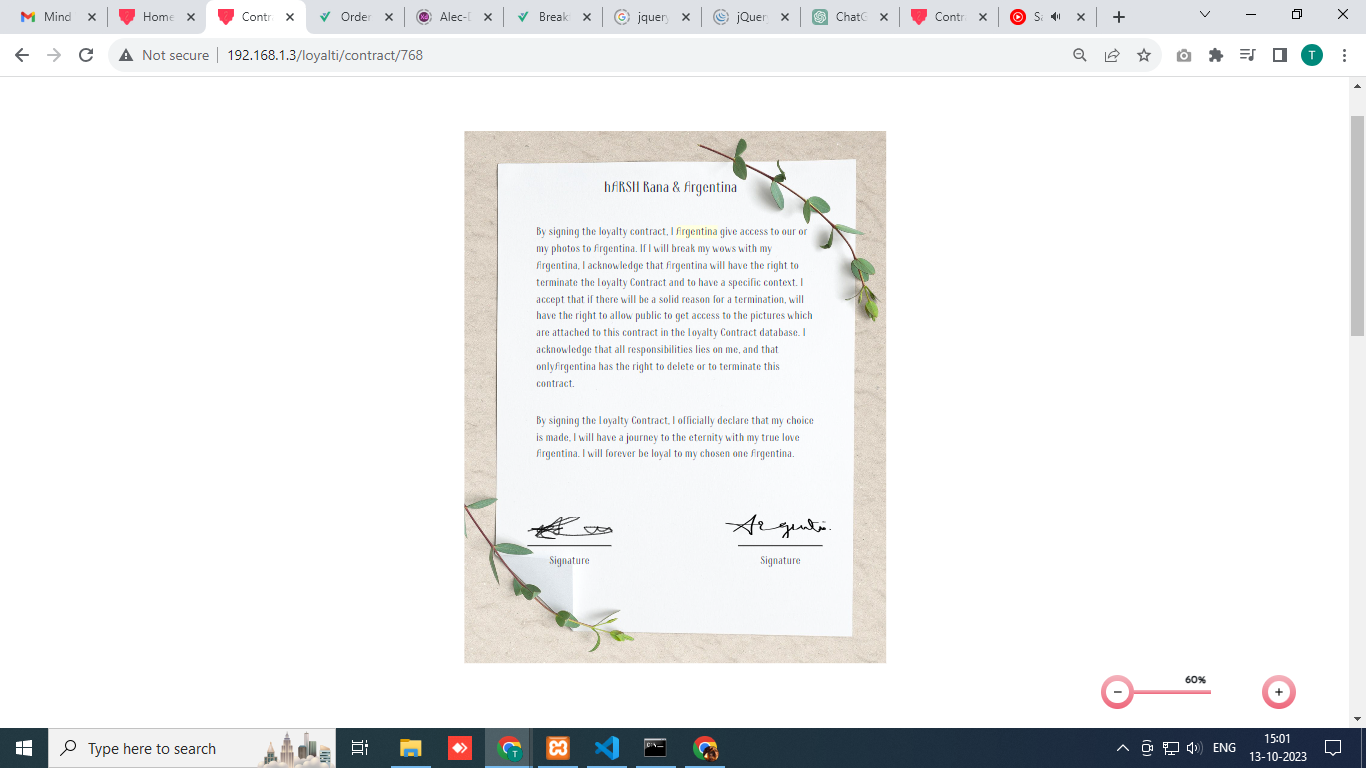 Mind
Home
Contr
Order
Alec-D
Break
jquery
jQuer
ChatG
Contr
Sa
Not secure
192.168.1.3/loyalti/contract/768
T
hARSH Rana & Argentina
By signing the loyalty contract, I Argentina give access to our or
my photos to Argentina. If I will break my wows with my
Argentina, I acknowledge that Argentina will have the right to
terminate the Loyalty Contract and to have a specific context. I
accept that if there will be a solid reason for a termination, will
have the right to allow public to get access to the pictures which
are attached to this contract in the Loyalty Contract database. I
acknowledge that all responsibilities lies on me, and that
onlyArgentina has the right to delete or to terminate this
contract.
By signing the Loyalty Contract, I officially declare that my choice
is made, I will have a journey to the eternity with my true love
Argentina. I will forever be loyal to my chosen one Argentina.
Argentina.
Signature
Signature
60%
Type here to search
T
ENG
15:01
13-10-2023